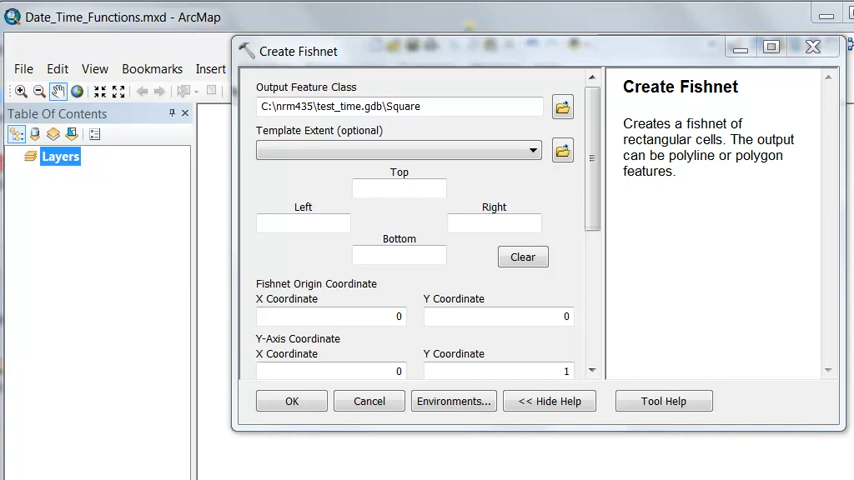 Date_Time_Functions.mxd - ArcMap
Create Fishnet
File Edit View Bookmarks Insert
Table Of Contents
Layers
Output Feature Class
C:\nrm435\test_time.gdb\Square
Template Extent (optional)
Top
Left Right
Bottom
Clear
Fishnet Origin Coordinate
X Coordinate Y Coordinate
0 0
Y-Axis Coordinate
X Coordinate Y Coordinate
0 1
OK Cancel Environments... << Hide Help Tool Help
Create Fishnet
Creates a fishnet of
rectangular cells. The output
can be polyline or polygon
features.